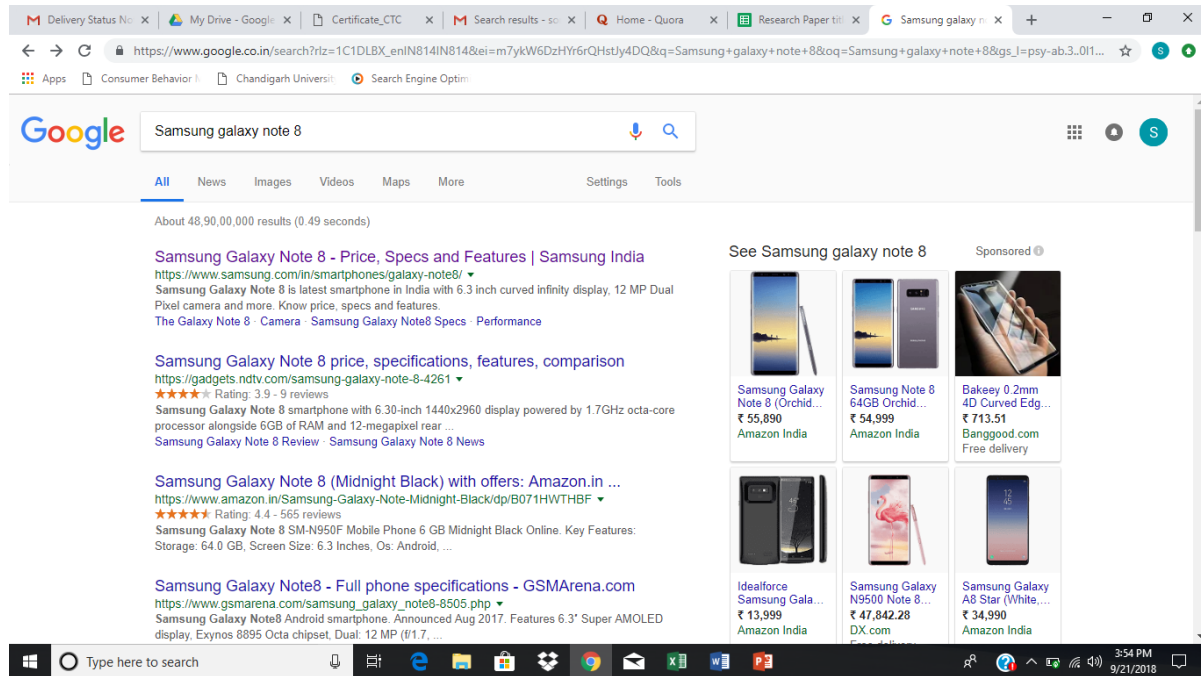 Delivery Status No
My Drive - Google
Certificate_CTC
Search results - so
Home - Quora
Research Paper tit
Samsung galaxy n
https://www.google.co.in/search?rlz=1C1DLBX_enIN814IN814&ei=m7ykW6DzHYr6rQHstJy4DQ&q=Samsung+galaxy+note+8&oq=Samsung+galaxy+note+8&gs_l=psy-ab.3..0l1...
S
Apps
Consumer Behavior
Chandigarh Universit
Search Engine Optim
Google
Samsung galaxy note 8
S
All News Images Videos Maps More Settings Tools
About 48,90,00,000 results (0.49 seconds)
Samsung Galaxy Note 8 - Price, Specs and Features | Samsung India
https://www.samsung.com/in/smartphones/galaxy-note8/
Samsung Galaxy Note 8 is latest smartphone in India with 6.3 inch curved infinity display, 12 MP Dual
Pixel camera and more. Know price, specs and features.
The Galaxy Note 8 · Camera · Samsung Galaxy Note8 Specs · Performance
Samsung Galaxy Note 8 price, specifications, features, comparison
https://gadgets.ndtv.com/samsung-galaxy-note-8-4261
Rating: 3.9 - 9 reviews
Samsung Galaxy Note 8 smartphone with 6.30-inch 1440x2960 display powered by 1.7GHz octa-core
processor alongside 6GB of RAM and 12-megapixel rear ...
Samsung Galaxy Note 8 Review · Samsung Galaxy Note 8 News
Samsung Galaxy Note 8 (Midnight Black) with offers: Amazon.in ...
https://www.amazon.in/Samsung-Galaxy-Note-Midnight-Black/dp/B071HWTHBF
Rating: 4.4 - 565 reviews
Samsung Galaxy Note 8 SM-N950F Mobile Phone 6 GB Midnight Black Online. Key Features:
Storage: 64.0 GB, Screen Size: 6.3 Inches, Os: Android, ...
Samsung Galaxy Note8 - Full phone specifications - GSMArena.com
https://www.gsmarena.com/samsung_galaxy_note8-8505.php
Samsung Galaxy Note8 Android smartphone. Announced Aug 2017. Features 6.3″ Super AMOLED
display, Exynos 8895 Octa chipset, Dual: 12 MP (f/1.7, ...
See Samsung galaxy note 8
Sponsored
Samsung Galaxy
Note 8 (Orchid...
₹ 55,890
Amazon India
Samsung Note 8
64GB Orchid...
₹ 54,999
Amazon India
Bakeey 0.2mm
4D Curved Edg...
₹ 713.51
Banggood.com
Free delivery
Idealforce
Samsung Gala...
₹ 13,999
Amazon India
Samsung Galaxy
N9500 Note 8...
₹ 47,842.28
DX.com
Free delivery
Samsung Galaxy
A8 Star (White,...
₹ 34,990
Amazon India
Type here to search
3:54 PM
9/21/2018